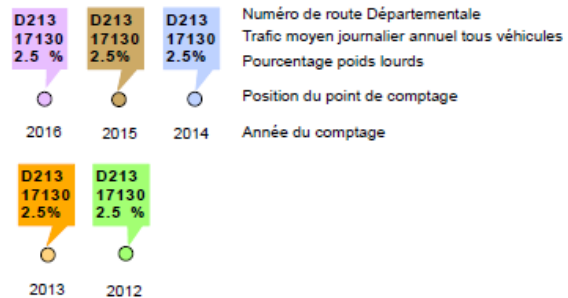 D213 D213 D213 Numéro de route Départementale
17130 17130 17130 Trafic moyen journalier annuel tous véhicules
2.5 % 2.5% 2.5% Pourcentage poids lourds
Position du point de comptage
2016 2015 2014 Année du comptage
D213 D213
17130 17130
2.5% 2.5 %
2013 2012